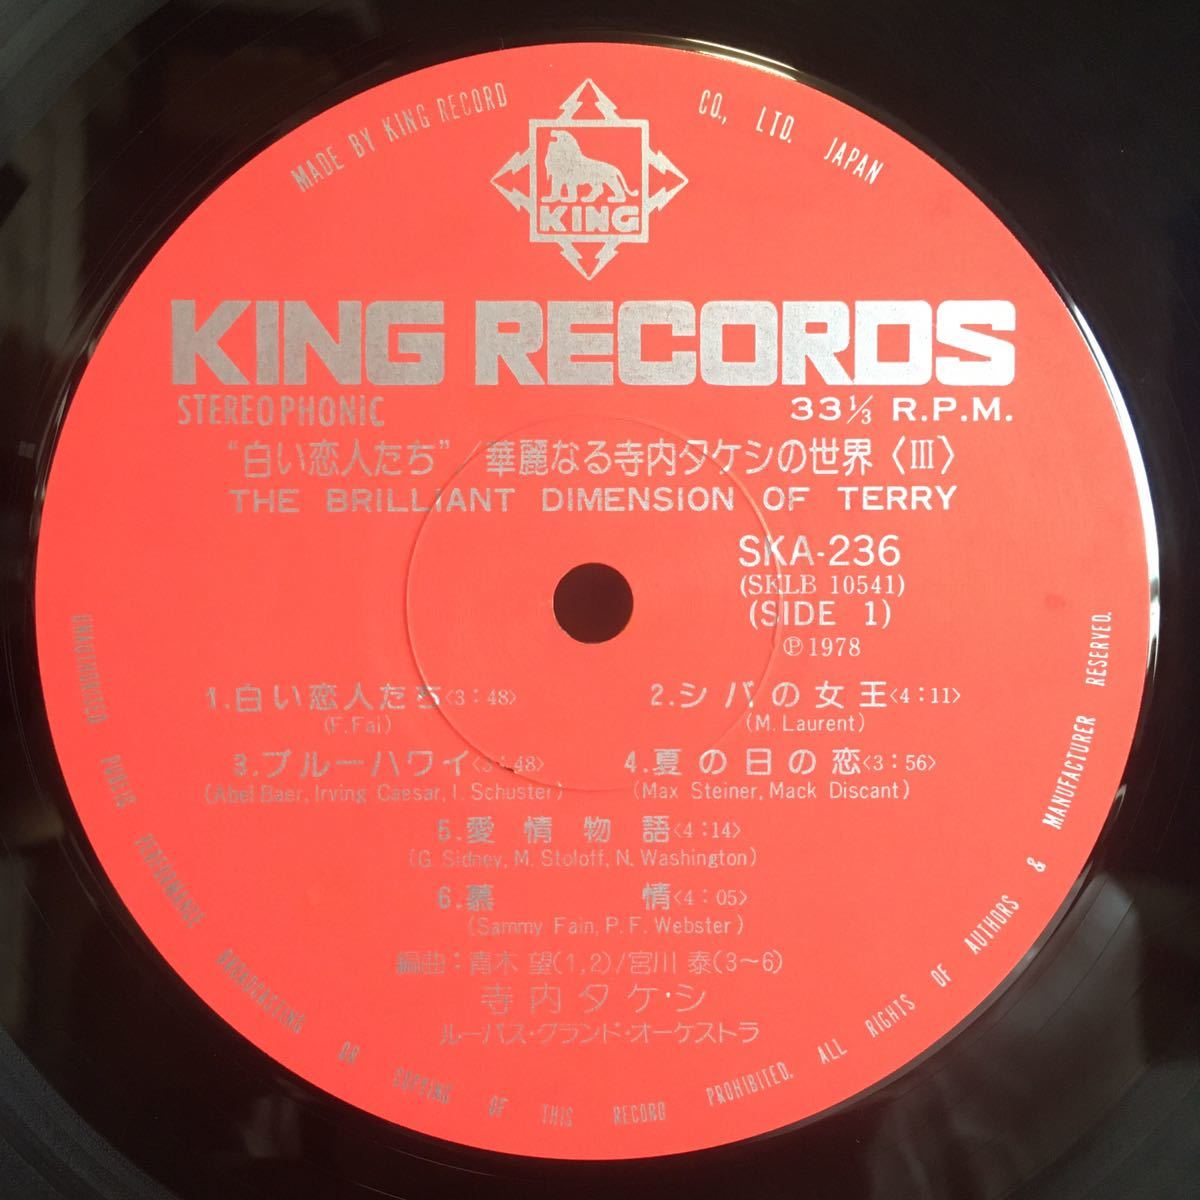 MADE BY KING RECORD CO., LTD. JAPAN
KING
KING RECORDS
STEREOPHONiC 33⅓ R.P.M.
"白い恋人たち"/華麗なる寺内タケシの世界〈III〉
THE BRILLIANT DIMENSION OF TERRY
SKA-236
(SKLB 10541)
(SIDE 1)
℗1978
1.白い恋人たち〈3:48〉 2.シバの女王〈4:11〉
(F.Fai) (M. Laurent)
3.ブルーハワイ〈3:48〉 4.夏の日の恋〈3:56〉
(Abel Baer, Irving Caesar, I. Schuster) (Max Steiner, Mack Discant)
5.愛情物語〈4:14〉
(G. Sidney, M. Stoloff, N. Washington)
6.慕情〈4:05〉
(Sammy Fain, P. F. Webster)
編曲:青木 望(1,2)/宮川 泰(3~6)
寺内タケシ
ルーパス・グランド・オーケストラ
UNAUTHORIZED PUBLIC PERFORMANCE BROADCASTING OR COPYING OF THIS RECORD PROHIBITED. ALL RIGHTS OF AUTHORS & MANUFACTURER RESERVED.